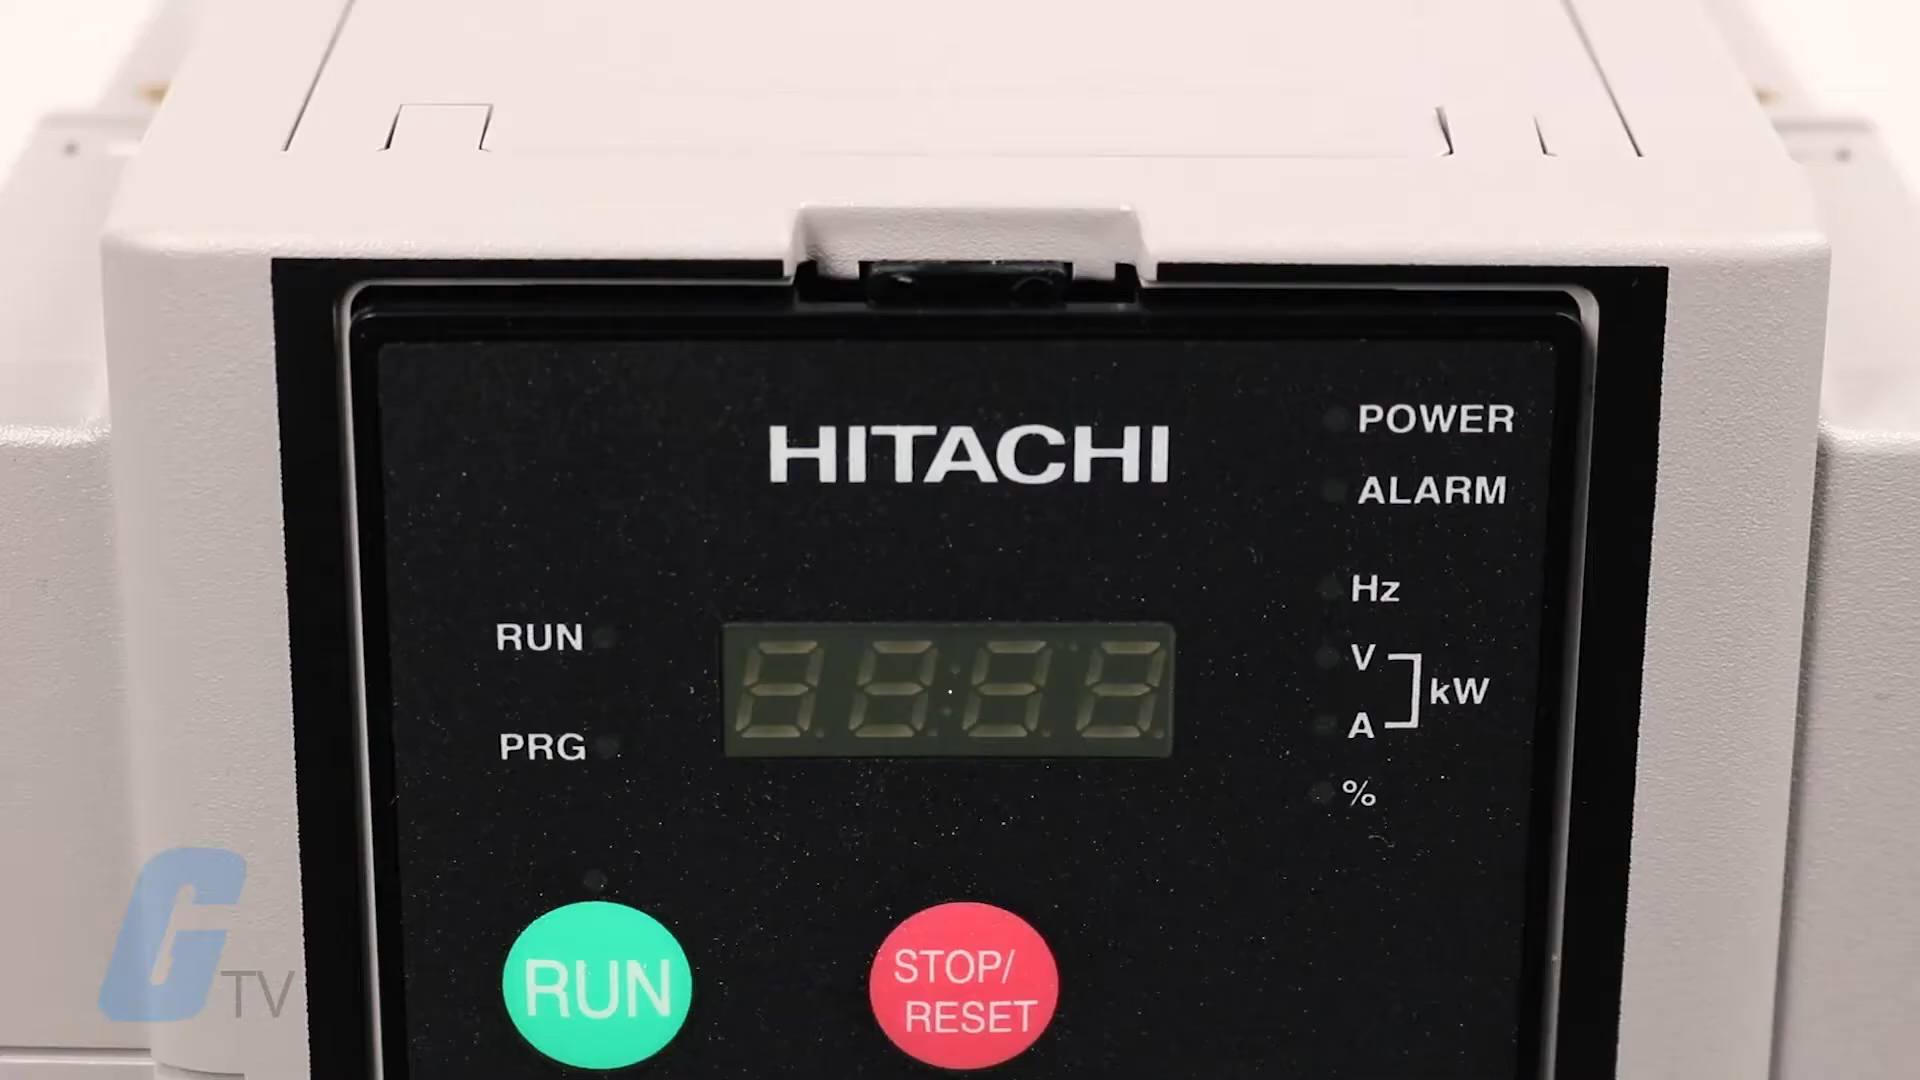 HITACHI
POWER
ALARM
Hz
V
A
kW
%
RUN
PRG
RUN
STOP/
RESET
G TV